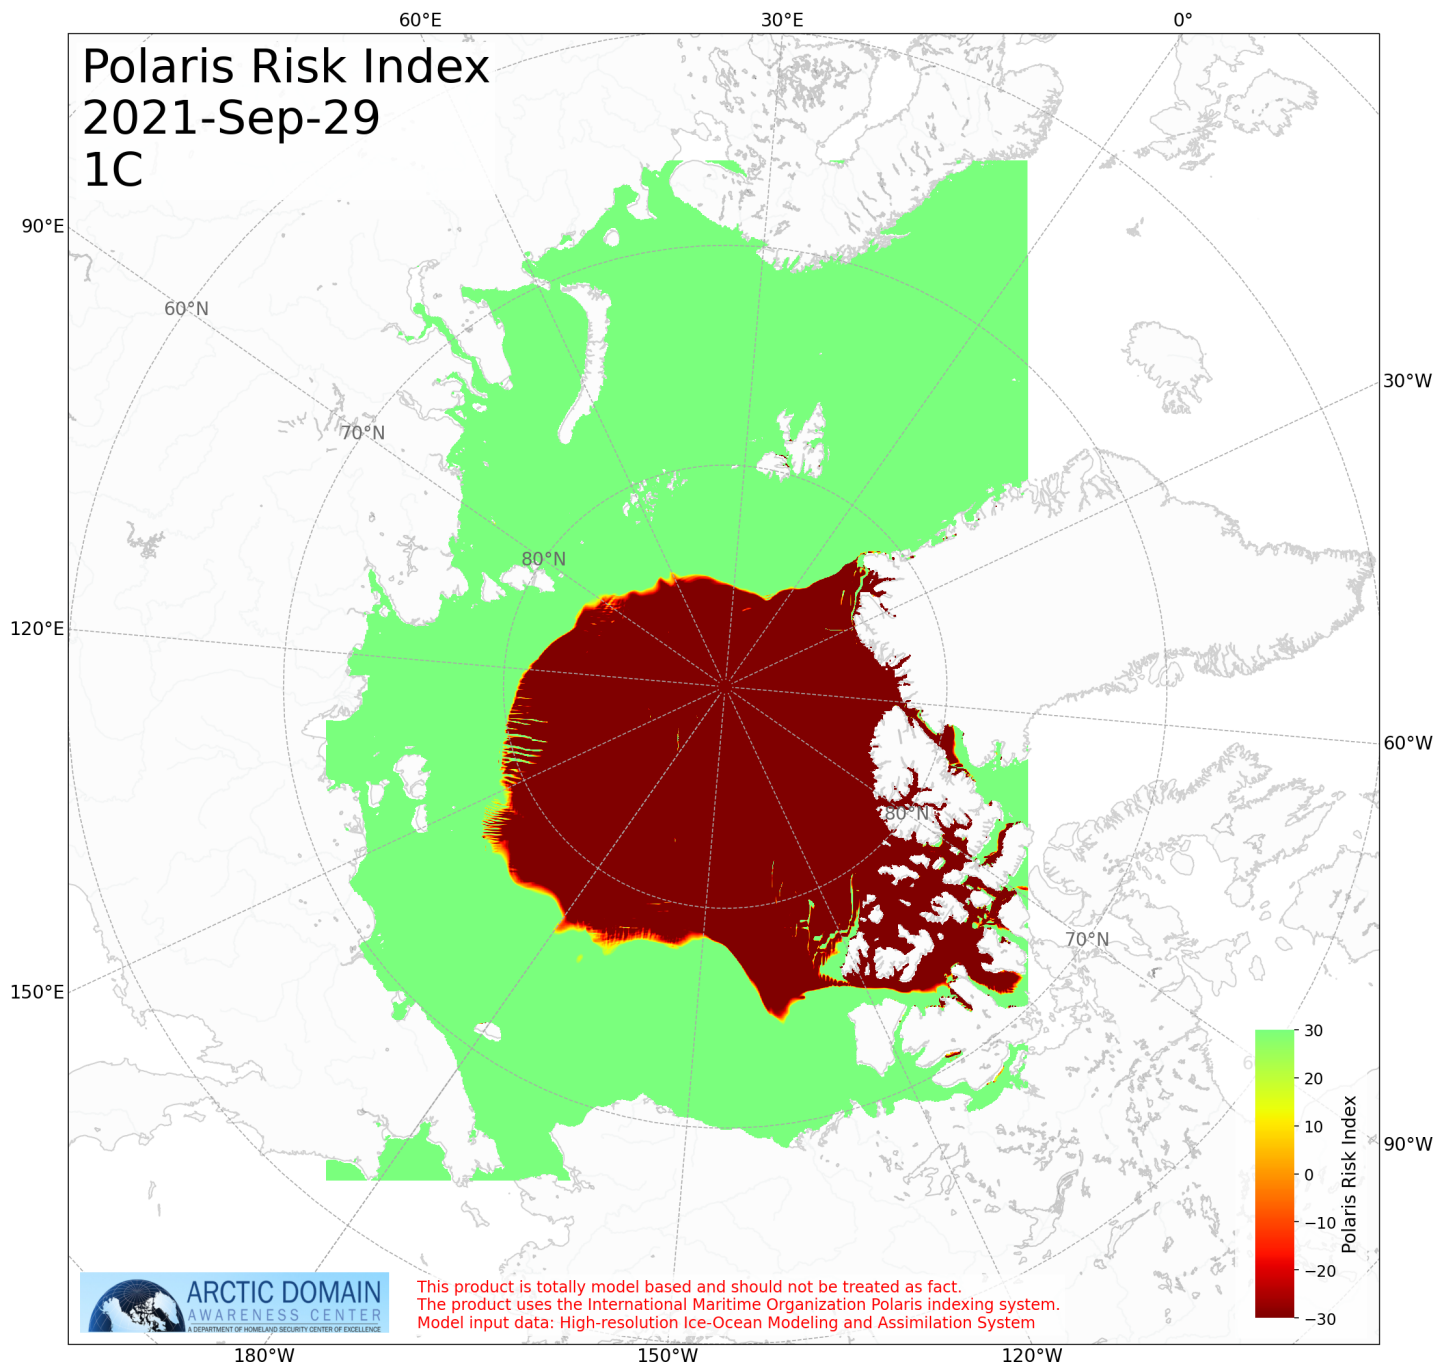 60°E 30°E 0°
Polaris Risk Index
2021-Sep-29
1C
90°E
60°N
30°W
70°N
80°N
120°E
60°W
80°N
70°N
150°E
30
20
10
0
−10
−20
−30
Polaris Risk Index
90°W
ARCTIC DOMAIN
AWARENESS CENTER
A DEPARTMENT OF HOMELAND SECURITY CENTER OF EXCELLENCE
This product is totally model based and should not be treated as fact.
The product uses the International Maritime Organization Polaris indexing system.
Model input data: High-resolution Ice-Ocean Modeling and Assimilation System
180°W 150°W 120°W